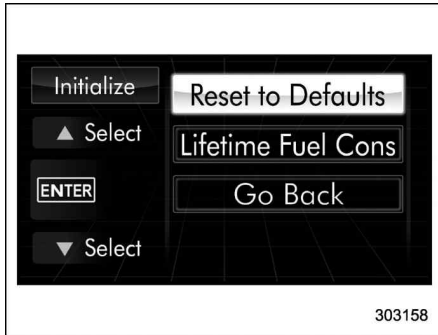 Initialize
Reset to Defaults
▲ Select
Lifetime Fuel Cons
ENTER
Go Back
▼ Select
303158